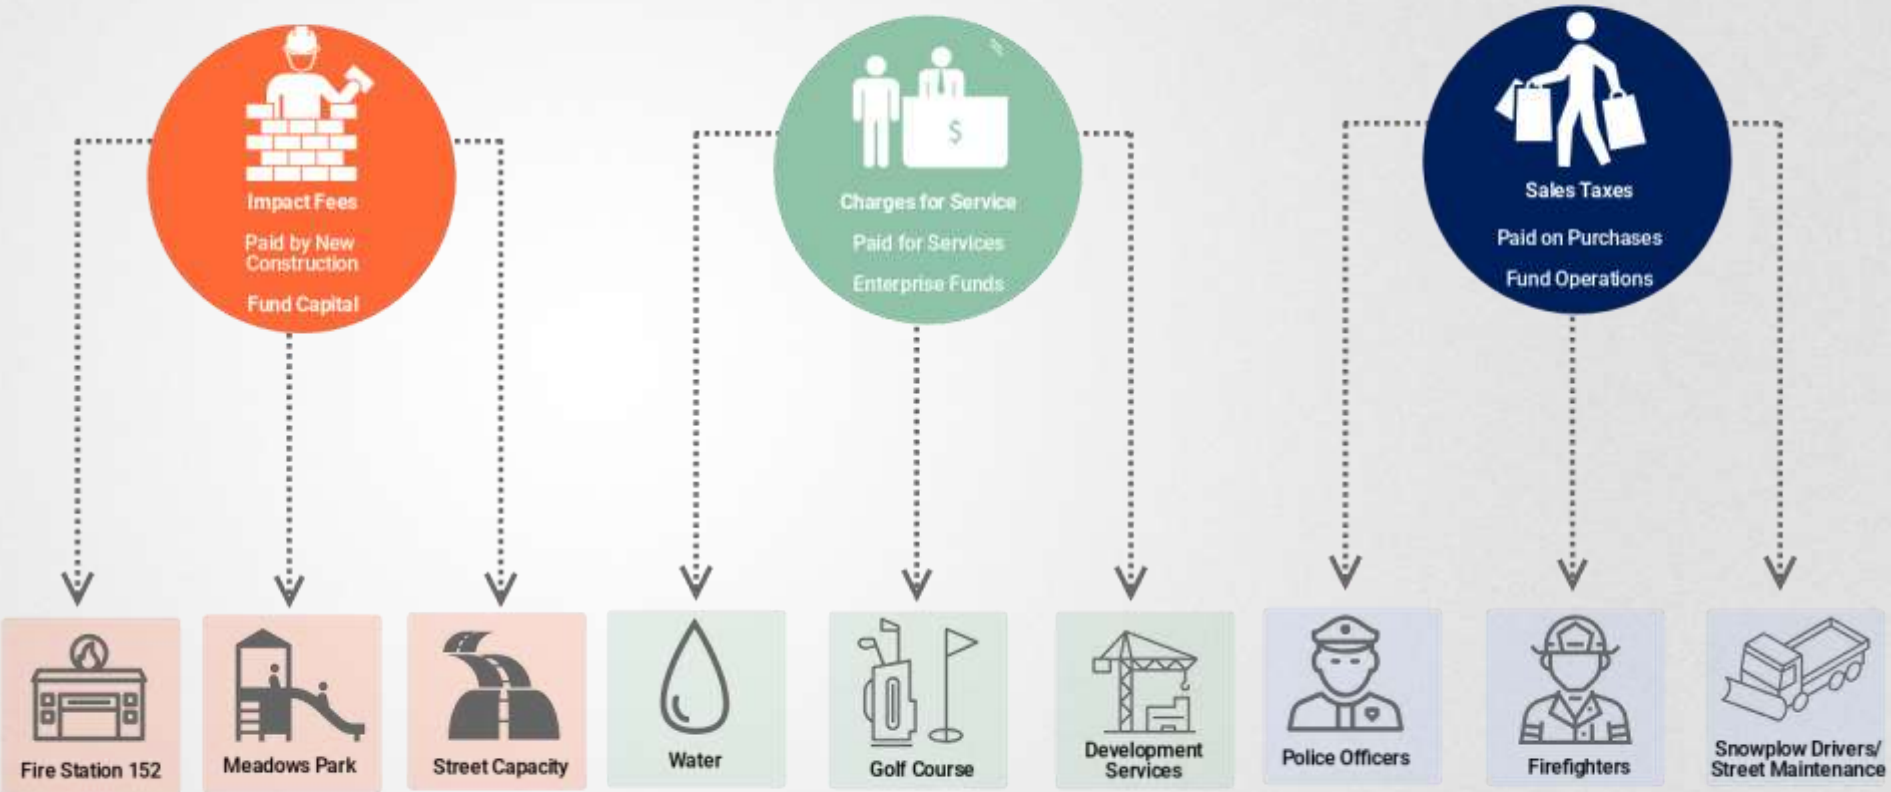 Impact Fees
Paid by New
Construction
Fund Capital
$
Charges for Service
Paid for Services
Enterprise Funds
Sales Taxes
Paid on Purchases
Fund Operations
Fire Station 152
Meadows Park
Street Capacity
Water
Golf Course
Development
Services
Police Officers
Firefighters
Snowplow Drivers/
Street Maintenance